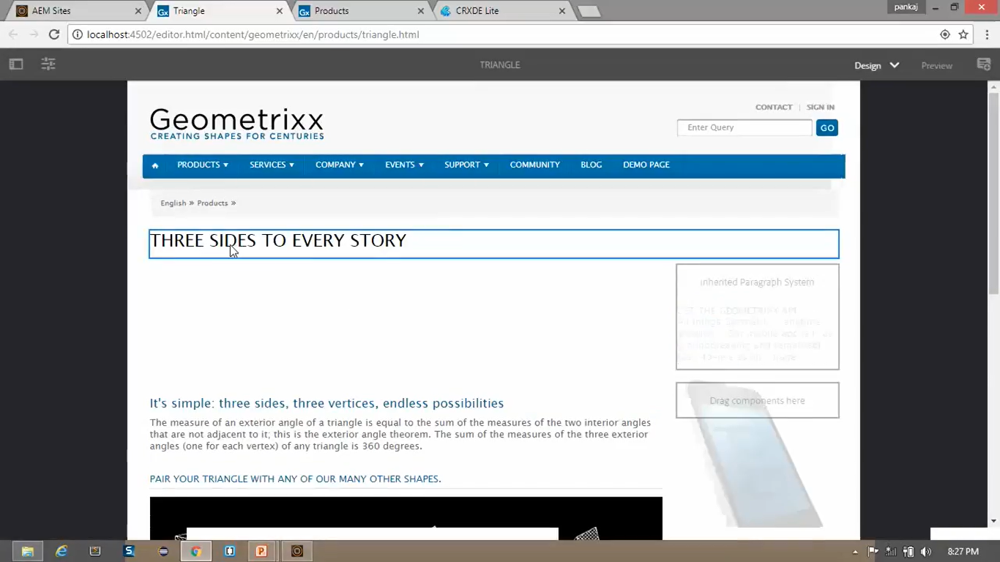 AEM Sites
Triangle
Products
CRXDE Lite
pankaj
localhost:4502/editor.html/content/geometrixx/en/products/triangle.html
TRIANGLE
Design
Preview
Geometrixx
CREATING SHAPES FOR CENTURIES
CONTACT | SIGN IN
Enter Query GO
PRODUCTS SERVICES COMPANY EVENTS SUPPORT COMMUNITY BLOG DEMO PAGE
English » Products »
THREE SIDES TO EVERY STORY
Inherited Paragraph System
GET THE GEOMETRIXX
Drag components here
It's simple: three sides, three vertices, endless possibilities
The measure of an exterior angle of a triangle is equal to the sum of the measures of the two interior angles
that are not adjacent to it; this is the exterior angle theorem. The sum of the measures of the three exterior
angles (one for each vertex) of any triangle is 360 degrees.
PAIR YOUR TRIANGLE WITH ANY OF OUR MANY OTHER SHAPES.
8:27 PM